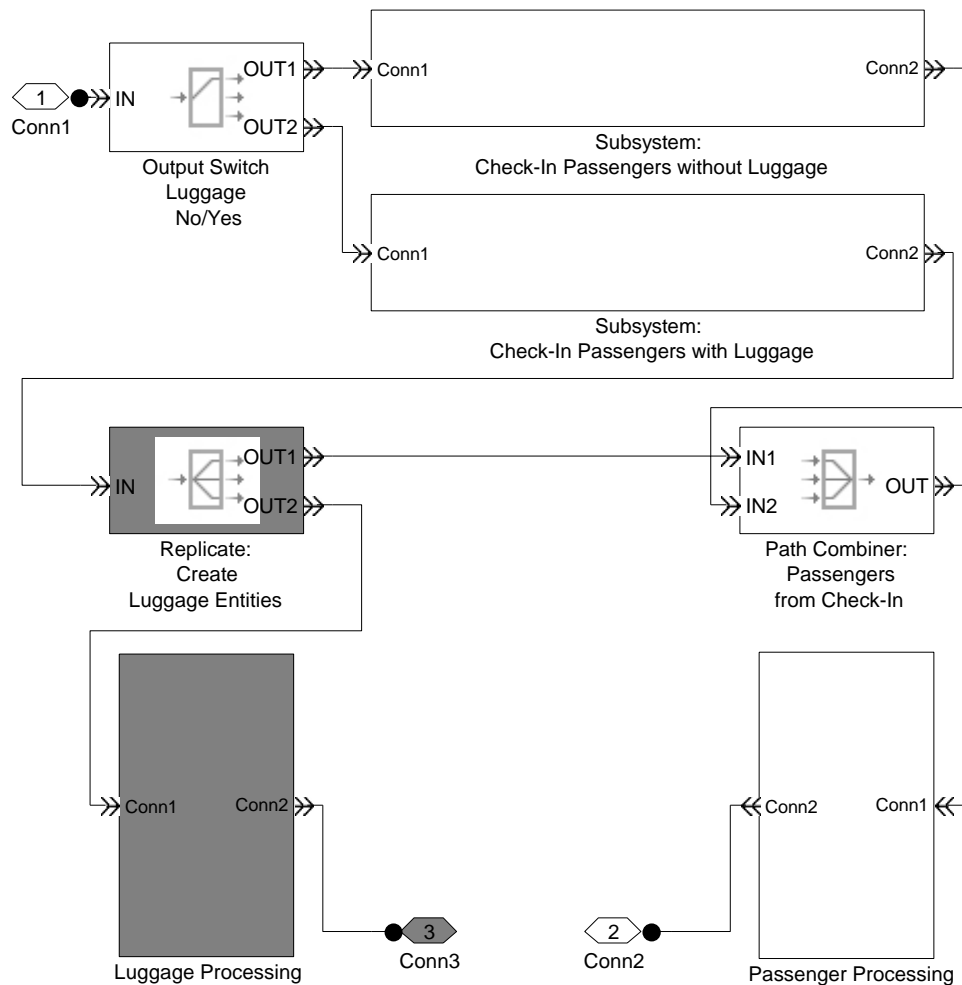 1
Conn1
IN
OUT1
OUT2
Output Switch
Luggage
No/Yes
Conn1
Conn2
Subsystem:
Check-In Passengers without Luggage
Conn1
Conn2
Subsystem:
Check-In Passengers with Luggage
IN
OUT1
OUT2
Replicate:
Create
Luggage Entities
IN1
IN2
OUT
Path Combiner:
Passengers
from Check-In
Conn1
Conn2
Luggage Processing
3
Conn3
2
Conn2
Conn2
Conn1
Passenger Processing